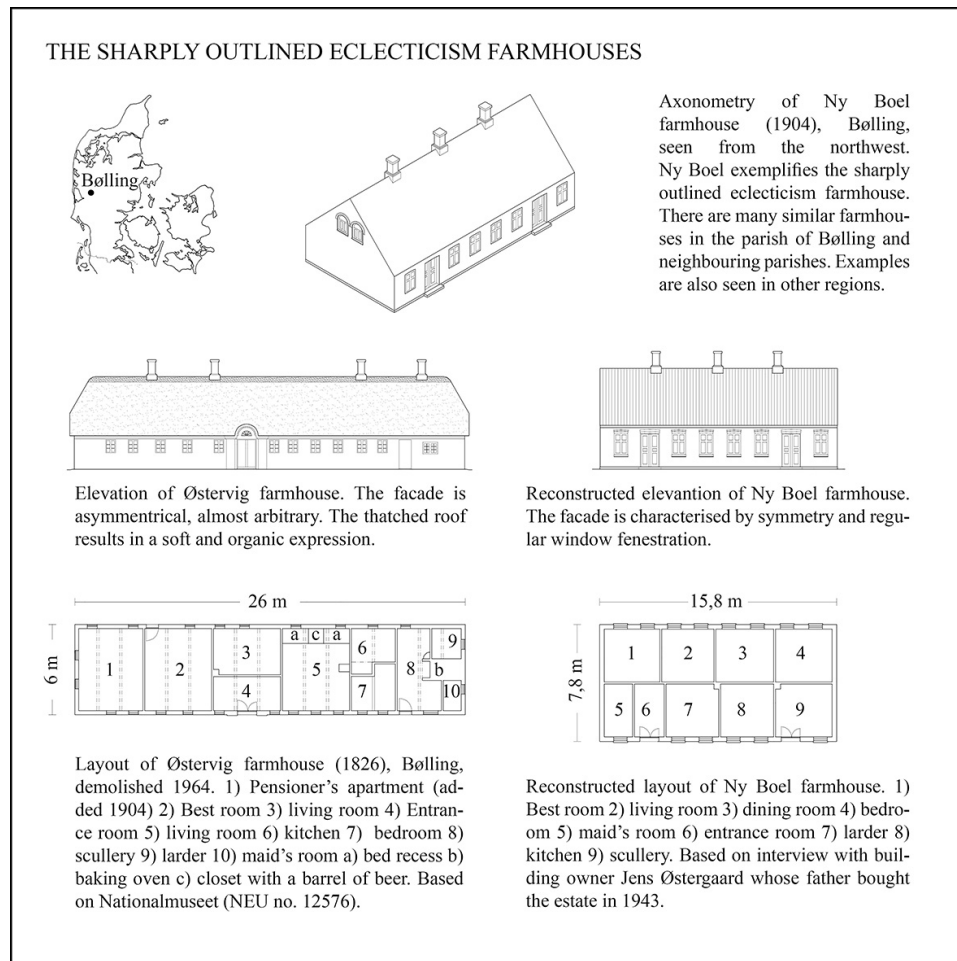 THE SHARPLY OUTLINED ECLECTICISM FARMHOUSES
Bølling
Axonometry of Ny Boel
farmhouse (1904), Bølling,
seen from the northwest.
Ny Boel exemplifies the sharply
outlined eclecticism farmhouse.
There are many similar farmhou-
ses in the parish of Bølling and
neighbouring parishes. Examples
are also seen in other regions.
Elevation of Østervig farmhouse. The facade is
asymmentrical, almost arbitrary. The thatched roof
results in a soft and organic expression.
Reconstructed elevantion of Ny Boel farmhouse.
The facade is characterised by symmetry and regu-
lar window fenestration.
26 m
6 m
1
2
3
4
a
c
a
5
6
7
8
9
b
10
15,8 m
7,8 m
1
2
3
4
5
6
7
8
9
Layout of Østervig farmhouse (1826), Bølling,
demolished 1964. 1) Pensioner's apartment (ad-
ded 1904) 2) Best room 3) living room 4) Entran-
ce room 5) living room 6) kitchen 7) bedroom 8)
scullery 9) larder 10) maid's room a) bed recess b)
baking oven c) closet with a barrel of beer. Based
on Nationalmuseet (NEU no. 12576).
Reconstructed layout of Ny Boel farmhouse. 1)
Best room 2) living room 3) dining room 4) bedro-
om 5) maid's room 6) entrance room 7) larder 8)
kitchen 9) scullery. Based on interview with buil-
ding owner Jens Østergaard whose father bought
the estate in 1943.